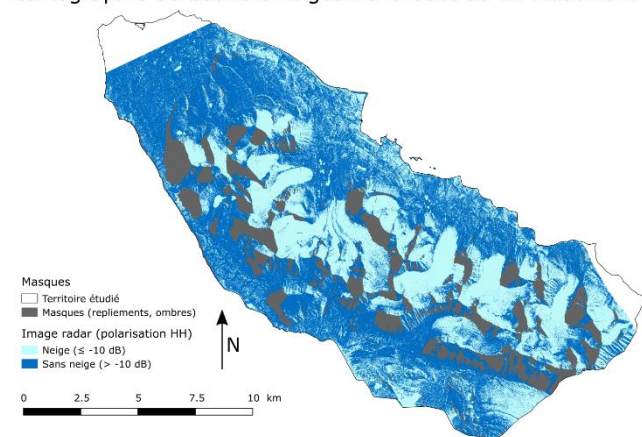 Masques
Territoire étudié
Masques (repliements, ombres)
Image radar (polarisation HH)
Neige (≤ -10 dB)
Sans neige (> -10 dB)
N
0 2.5 5 7.5 10 km